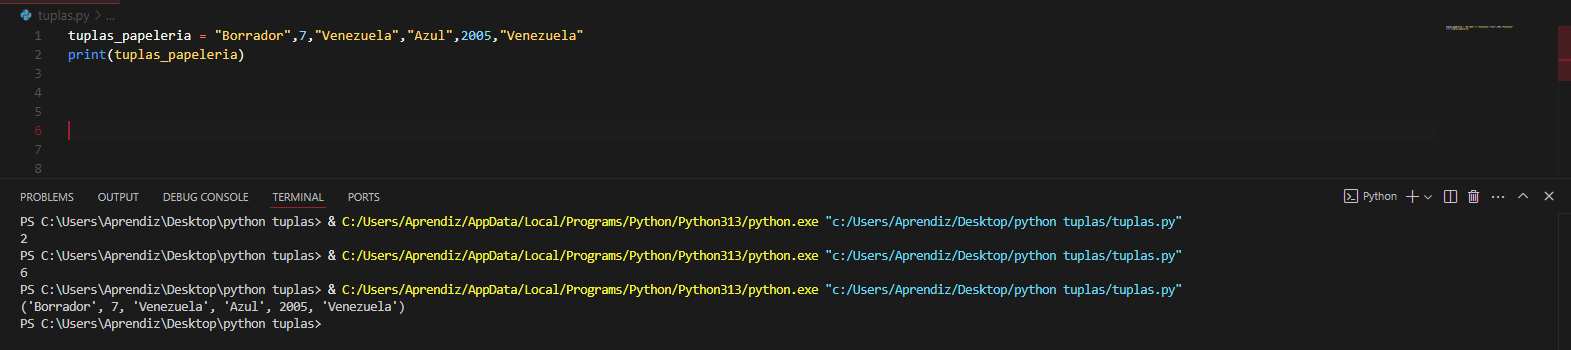 tuplas.py > ...
1 tuplas_papeleria = "Borrador",7,"Venezuela","Azul",2005,"Venezuela"
2 print(tuplas_papeleria)
3
4
5
6
7
8
PROBLEMS OUTPUT DEBUG CONSOLE TERMINAL PORTS Python
PS C:\Users\Aprendiz\Desktop\python tuplas> & C:/Users/Aprendiz/AppData/Local/Programs/Python/Python313/python.exe "c:/Users/Aprendiz/Desktop/python tuplas/tuplas.py"
2
PS C:\Users\Aprendiz\Desktop\python tuplas> & C:/Users/Aprendiz/AppData/Local/Programs/Python/Python313/python.exe "c:/Users/Aprendiz/Desktop/python tuplas/tuplas.py"
6
PS C:\Users\Aprendiz\Desktop\python tuplas> & C:/Users/Aprendiz/AppData/Local/Programs/Python/Python313/python.exe "c:/Users/Aprendiz/Desktop/python tuplas/tuplas.py"
('Borrador', 7, 'Venezuela', 'Azul', 2005, 'Venezuela')
PS C:\Users\Aprendiz\Desktop\python tuplas>